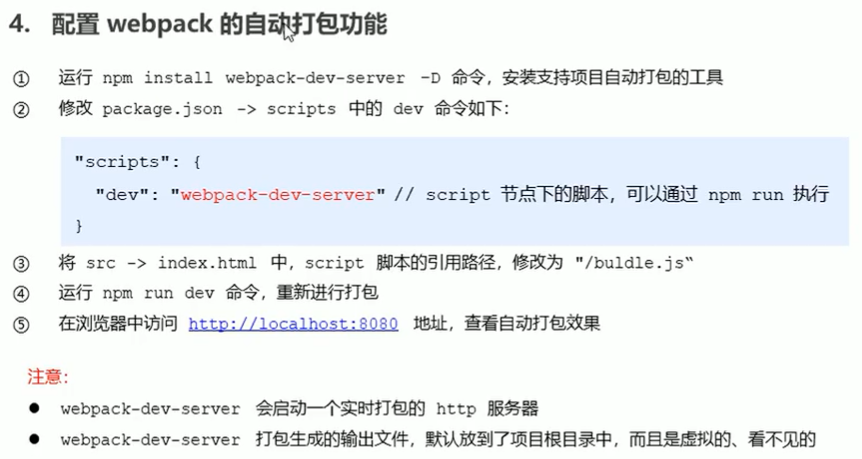 4. 配置 webpack 的自动打包功能
① 运行 npm install webpack-dev-server -D 命令，安装支持项目自动打包的工具
② 修改 package.json -> scripts 中的 dev 命令如下：
"scripts": {
"dev": "webpack-dev-server" // script 节点下的脚本，可以通过 npm run 执行
}
③ 将 src -> index.html 中，script 脚本的引用路径，修改为 "/buldle.js“
④ 运行 npm run dev 命令，重新进行打包
⑤ 在浏览器中访问 http://localhost:8080 地址，查看自动打包效果
注意：
● webpack-dev-server 会启动一个实时打包的 http 服务器
● webpack-dev-server 打包生成的输出文件，默认放到了项目根目录中，而且是虚拟的、看不见的